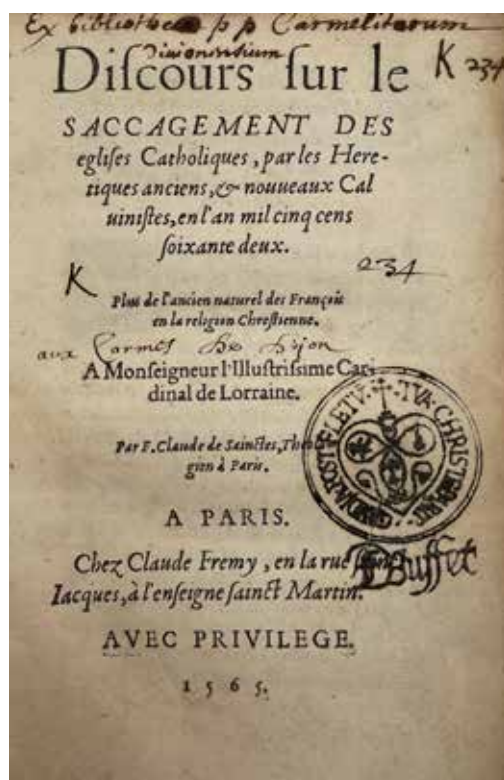 Ex bibliotheca pp Carmelitarum
Divionensium
Diſcours ſur le K 234
SACCAGEMENT DES
egliſes Catholiques, par les Here-
tiques anciens, & nouueaux Cal
uiniſtes, en l'an mil cinq cens
ſoixante deux.
K 234
Plus de l'ancien naturel des François
en la religion Chreſtienne.
aux Carmes de Dijon
A Monſeigneur l'Illuſtriſſime Car-
dinal de Lorraine.
Par F. Claude de Sainctes, Theolo
gien à Paris.
A PARIS.
Chez Claude Fremy, en la rue ſainct
Iacques, à l'enſeigne ſainct Martin.
Buffet
AVEC PRIVILEGE.
1565.